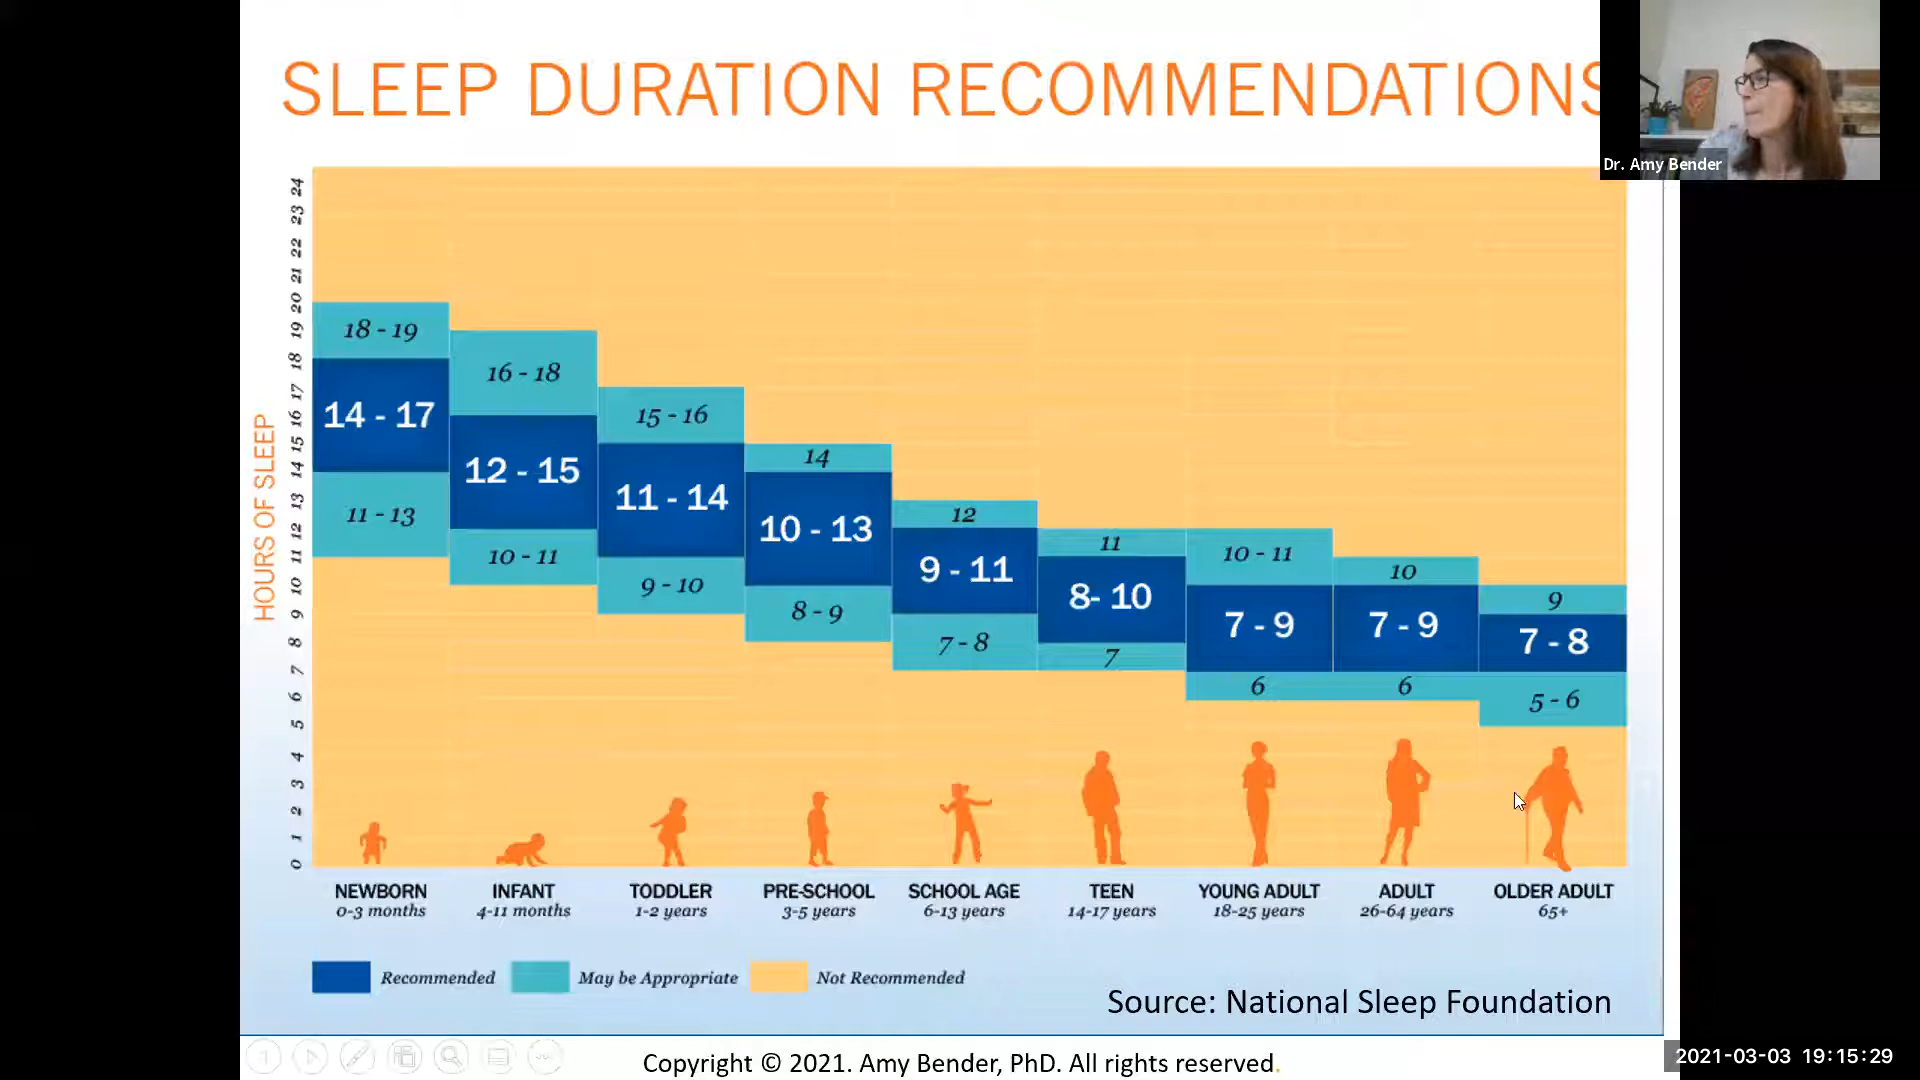 SLEEP DURATION RECOMMENDATIONS
Dr. Amy Bender
HOURS OF SLEEP
24
23
22
21
20
19
18
17
16
15
14
13
12
11
10
9
8
7
6
5
4
3
2
1
0
18 - 19
14 - 17
11 - 13
16 - 18
12 - 15
10 - 11
15 - 16
11 - 14
9 - 10
14
10 - 13
8 - 9
12
9 - 11
7 - 8
11
8- 10
7
10 - 11
7 - 9
6
10
7 - 9
6
9
7 - 8
5 - 6
NEWBORN
0-3 months
INFANT
4-11 months
TODDLER
1-2 years
PRE-SCHOOL
3-5 years
SCHOOL AGE
6-13 years
TEEN
14-17 years
YOUNG ADULT
18-25 years
ADULT
26-64 years
OLDER ADULT
65+
Recommended
May be Appropriate
Not Recommended
Source: National Sleep Foundation
Copyright © 2021. Amy Bender, PhD. All rights reserved.
2021-03-03 19:15:29